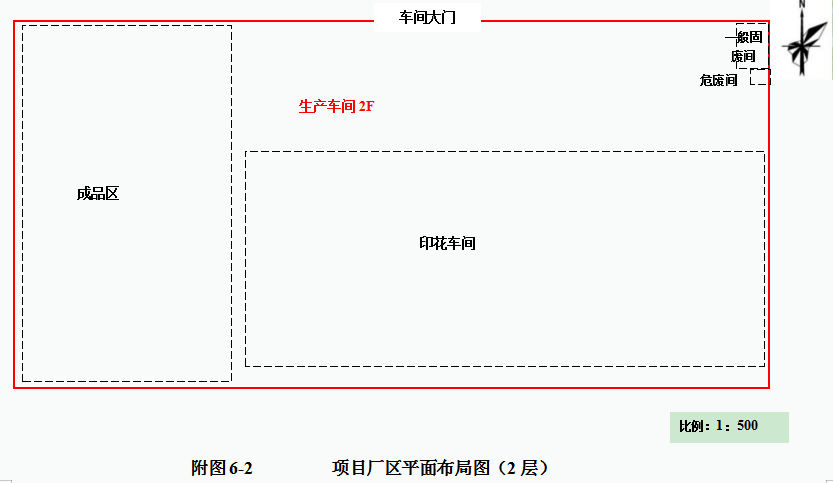 车间大门
N
一般固
废间
危废间
生产车间 2F
成品区
印花车间
比例：1：500
附图 6-2 项目厂区平面布局图（2 层）